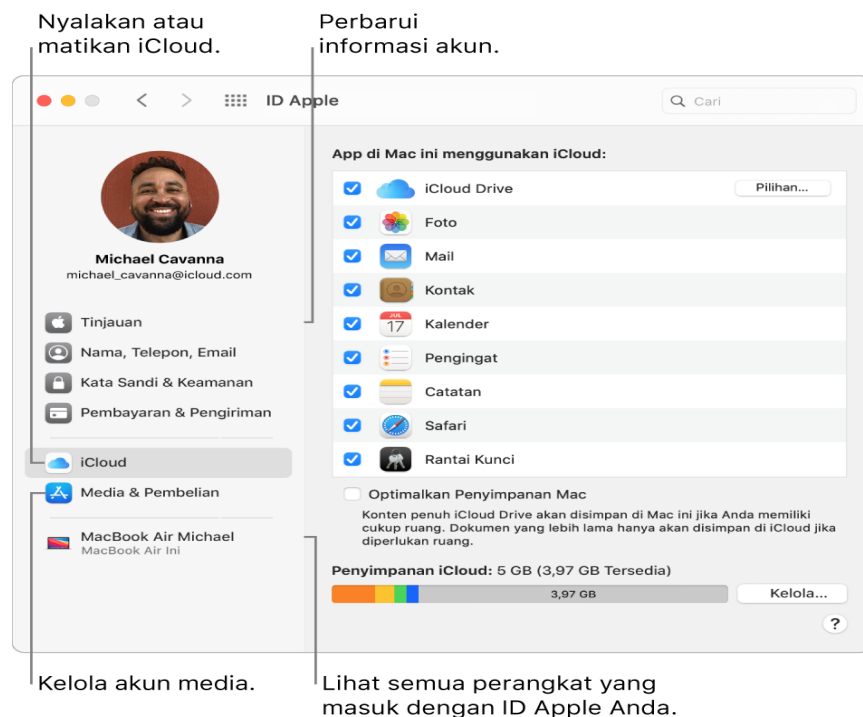 Nyalakan atau
matikan iCloud.
Perbarui
informasi akun.
ID Apple
Cari
Michael Cavanna
michael_cavanna@icloud.com
Tinjauan
Nama, Telepon, Email
Kata Sandi & Keamanan
Pembayaran & Pengiriman
iCloud
Media & Pembelian
MacBook Air Michael
MacBook Air Ini
App di Mac ini menggunakan iCloud:
iCloud Drive
Pilihan...
Foto
Mail
Kontak
JUL
17
Kalender
Pengingat
Catatan
Safari
Rantai Kunci
Optimalkan Penyimpanan Mac
Konten penuh iCloud Drive akan disimpan di Mac ini jika Anda memiliki
cukup ruang. Dokumen yang lebih lama hanya akan disimpan di iCloud jika
diperlukan ruang.
Penyimpanan iCloud: 5 GB (3,97 GB Tersedia)
3,97 GB
Kelola...
?
Kelola akun media.
Lihat semua perangkat yang
masuk dengan ID Apple Anda.